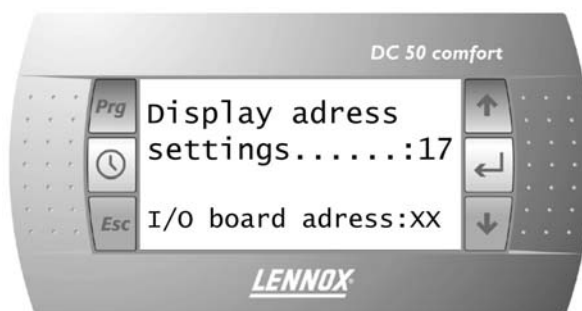 DC 50 comfort
Prg
Display adress
settings......:17
Esc
I/O board adress:XX
LENNOX